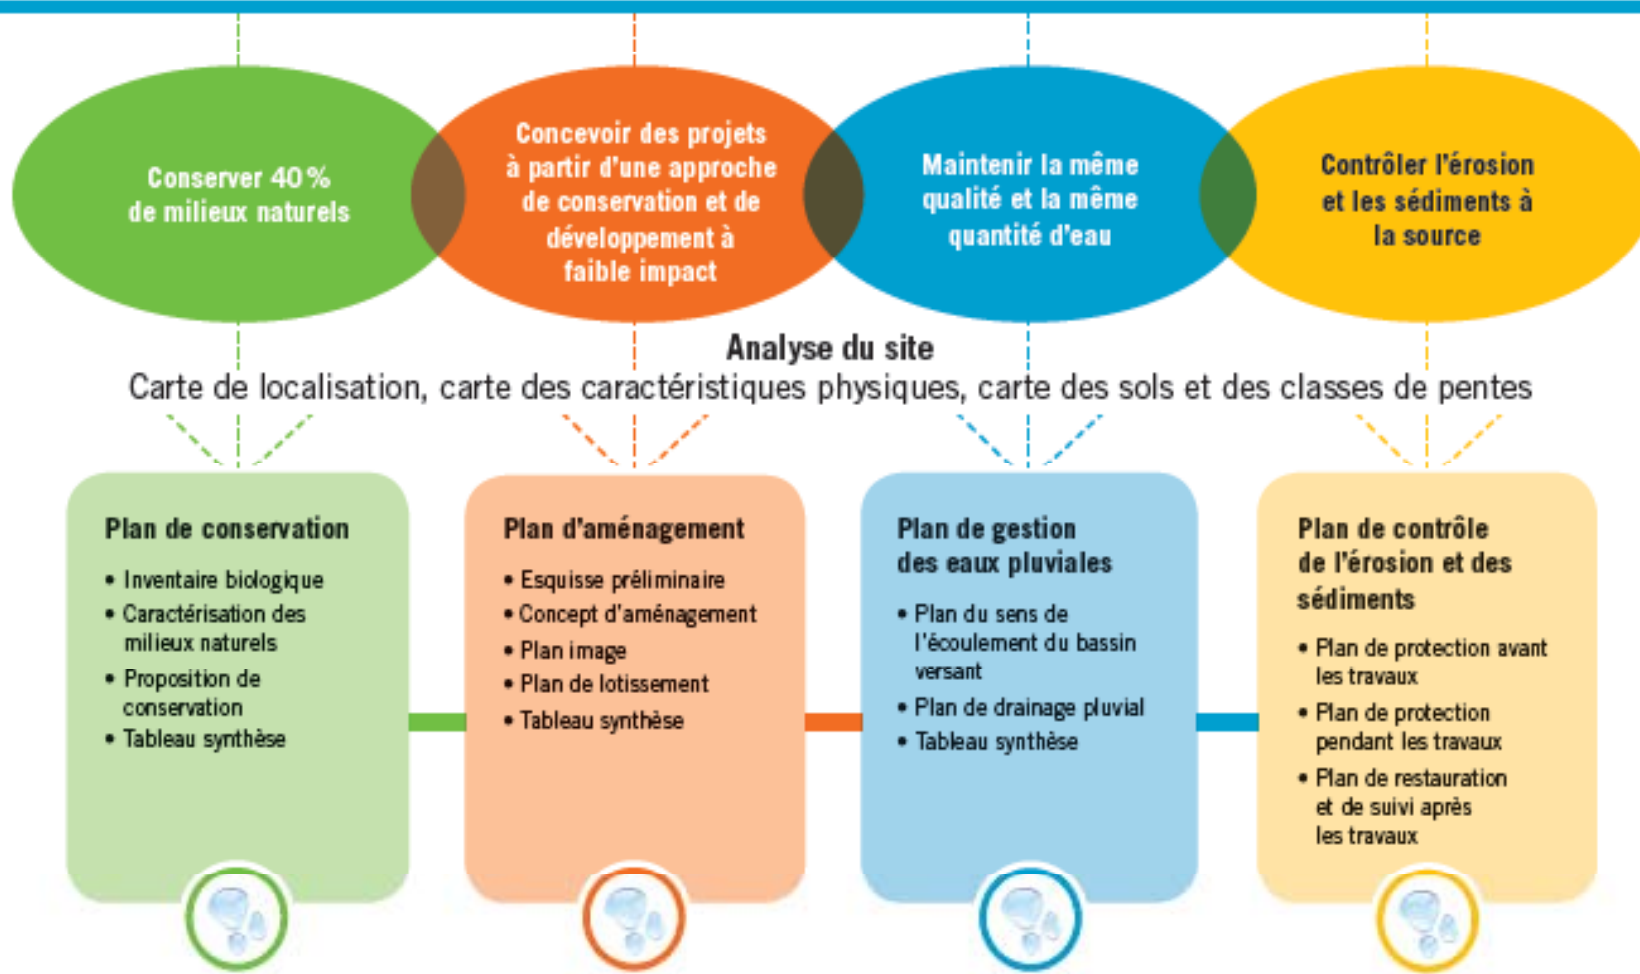 Conserver 40 %
de milieux naturels
Concevoir des projets
à partir d'une approche
de conservation et de
développement à
faible impact
Maintenir la même
qualité et la même
quantité d'eau
Contrôler l'érosion
et les sédiments à
la source
Analyse du site
Carte de localisation, carte des caractéristiques physiques, carte des sols et des classes de pentes
Plan de conservation
• Inventaire biologique
• Caractérisation des
milieux naturels
• Proposition de
conservation
• Tableau synthèse
Plan d'aménagement
• Esquisse préliminaire
• Concept d'aménagement
• Plan image
• Plan de lotissement
• Tableau synthèse
Plan de gestion
des eaux pluviales
• Plan du sens de
l'écoulement du bassin
versant
• Plan de drainage pluvial
• Tableau synthèse
Plan de contrôle
de l'érosion et des
sédiments
• Plan de protection avant
les travaux
• Plan de protection
pendant les travaux
• Plan de restauration
et de suivi après
les travaux